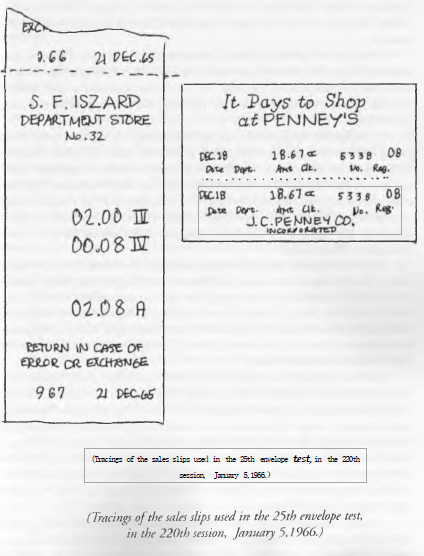 EXCH
2.66 21 DEC.65
S. F. ISZARD
DEPARTMENT STORE
No.32
02.00 IV
00.08 IV
02.08 A
RETURN IN CASE OF
ERROR OR EXCHANGE
967 21 DEC.65
It Pays to Shop
at PENNEY'S
DEC.18 18.67 5338 08
Date Dept. Amt Clk. No. Reg.
DEC.18 18.67 5338 08
Date Dept. Amt Clk. No. Reg.
J.C. PENNEY CO.
INCORPORATED
(Tracings of the sales slips used in the 25th envelope test, in the 220th
session, January 5, 1966.)
(Tracings of the sales slips used in the 25th envelope test,
in the 220th session, January 5,1966.)